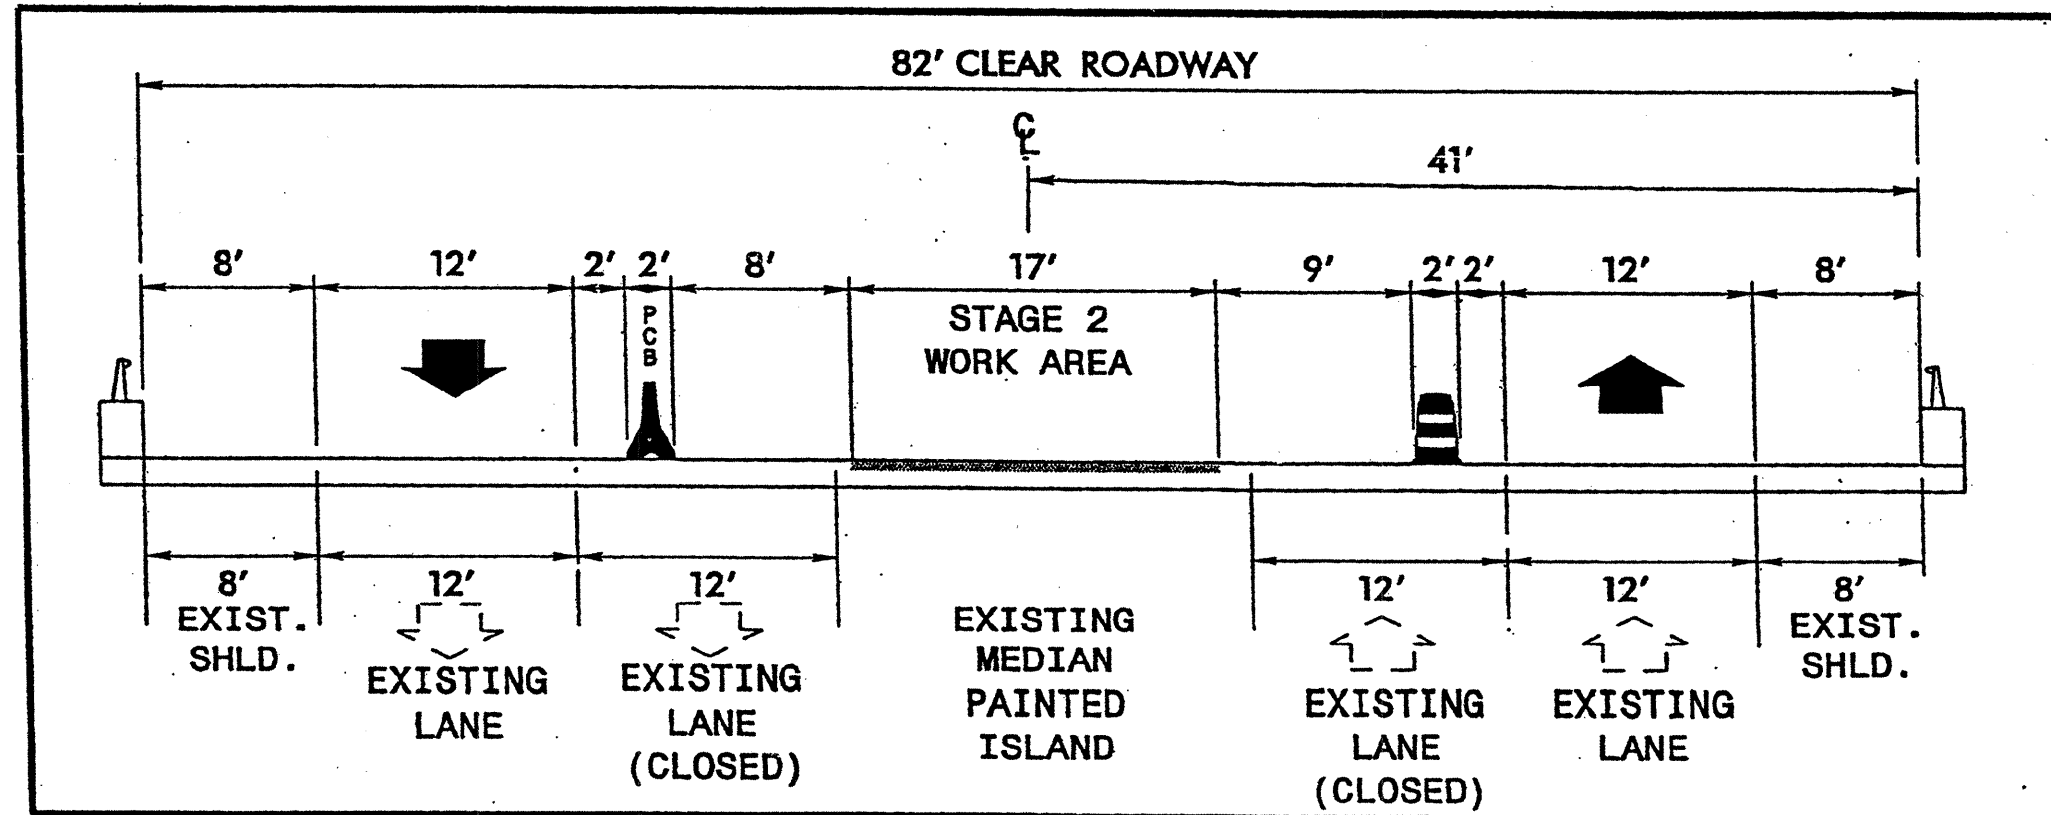 82' CLEAR ROADWAY
℄
41'
8' 12' 2' 2' 8' 17' 9' 2' 2' 12' 8'
PCB
STAGE 2
WORK AREA
8'
EXIST.
SHLD.
12'
EXISTING
LANE
12'
EXISTING
LANE
(CLOSED)
EXISTING
MEDIAN
PAINTED
ISLAND
12'
EXISTING
LANE
(CLOSED)
12'
EXISTING
LANE
8'
EXIST.
SHLD.